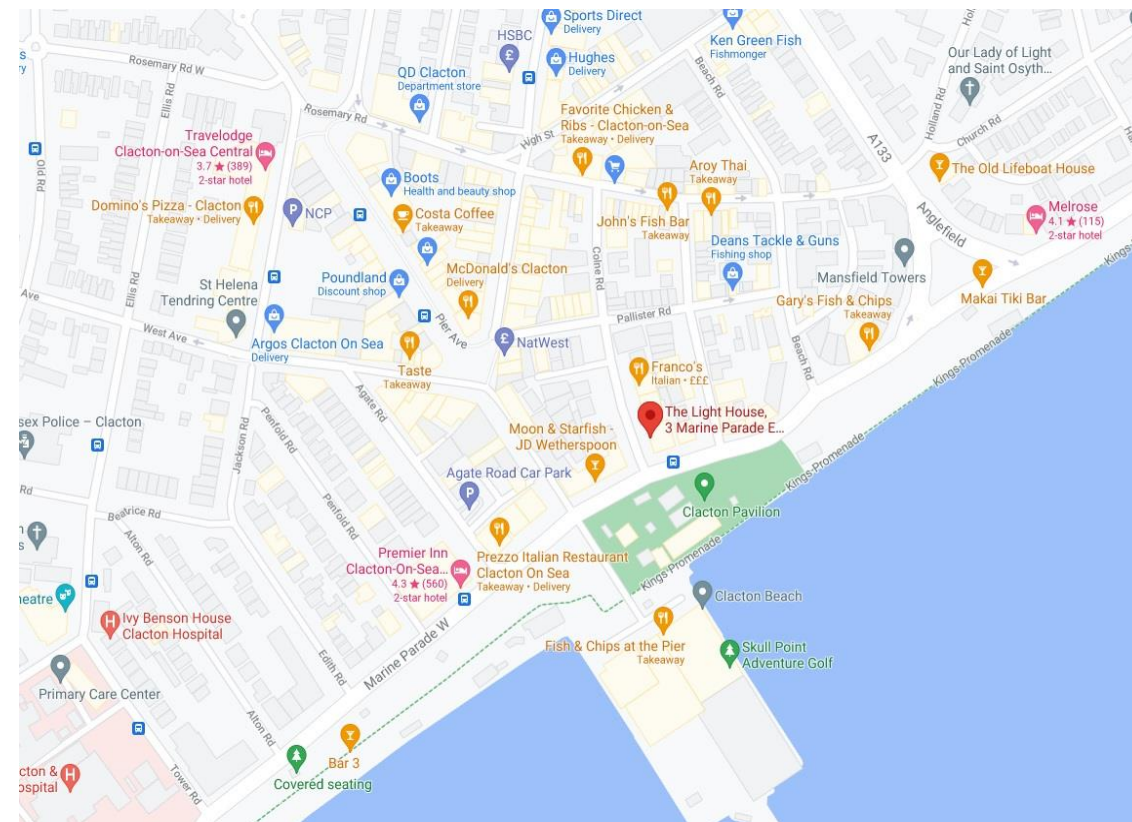 Sports Direct
Delivery
HSBC
Ken Green Fish
Fishmonger
Our Lady of Light
and Saint Osyth...
Hughes
Delivery
Rosemary Rd W
Ellis Rd
QD Clacton
Department store
Beach Rd
Holland Rd
Church Rd
A133
Rosemary Rd
High St
Favorite Chicken &
Ribs - Clacton-on-Sea
Takeaway • Delivery
Travelodge
Clacton-on-Sea Central
3.7 ★ (389)
2-star hotel
Old Rd
Aroy Thai
Takeaway
The Old Lifeboat House
Boots
Health and beauty shop
Domino's Pizza - Clacton
Takeaway • Delivery
NCP
Costa Coffee
Takeaway
John's Fish Bar
Takeaway
Anglefield
Melrose
4.1 ★ (115)
2-star hotel
Deans Tackle & Guns
Fishing shop
Kings-
Colne Rd
Mansfield Towers
Makai Tiki Bar
McDonald's Clacton
Delivery
Poundland
Discount shop
St Helena
Tendring Centre
Ellis Rd
Ave
Gary's Fish & Chips
Takeaway
Pallister Rd
Pier Ave
West Ave
Argos Clacton On Sea
Delivery
NatWest
Beach Rd
Kings-Promenade
Taste
Takeaway
Franco's
Italian • £££
Agate Rd
The Light House,
3 Marine Parade E...
sex Police – Clacton
Penfold Rd
Jackson Rd
Moon & Starfish -
JD Wetherspoon
Kings-Promenade
Agate Road Car Park
Rd
Clacton Pavilion
Beatrice Rd
Penfold Rd
Alton Rd
Prezzo Italian Restaurant
Clacton On Sea
Takeaway • Delivery
Premier Inn
Clacton-On-Sea...
4.3 ★ (560)
2-star hotel
Kings-Promenade
Clacton Beach
heatre
Ivy Benson House
Clacton Hospital
Fish & Chips at the Pier
Takeaway
Skull Point
Adventure Golf
Marine Parade W
Edith Rd
Primary Care Center
Alton Rd
Bar 3
Tower Rd
Covered seating
cton &
ospital